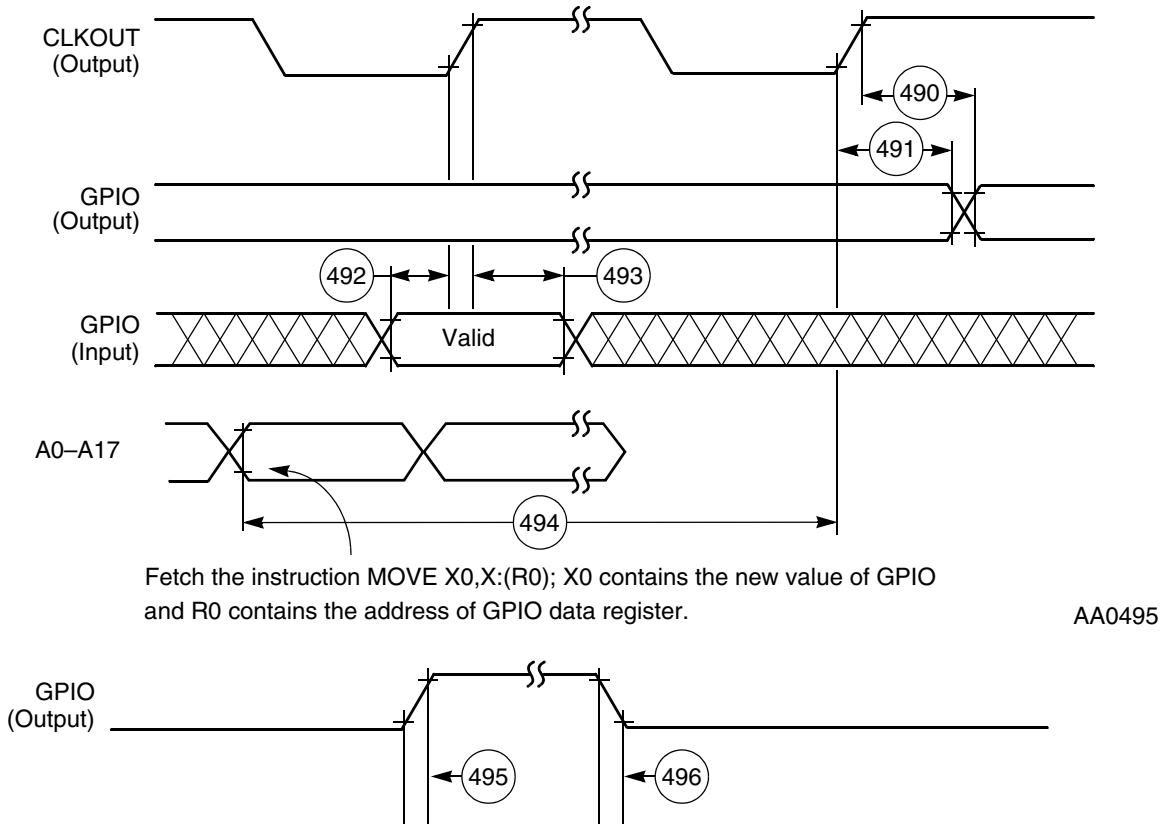 CLKOUT
(Output)
490
491
GPIO
(Output)
492
493
GPIO
(Input)
Valid
A0–A17
494
Fetch the instruction MOVE X0,X:(R0); X0 contains the new value of GPIO
and R0 contains the address of GPIO data register.
AA0495
GPIO
(Output)
495
496